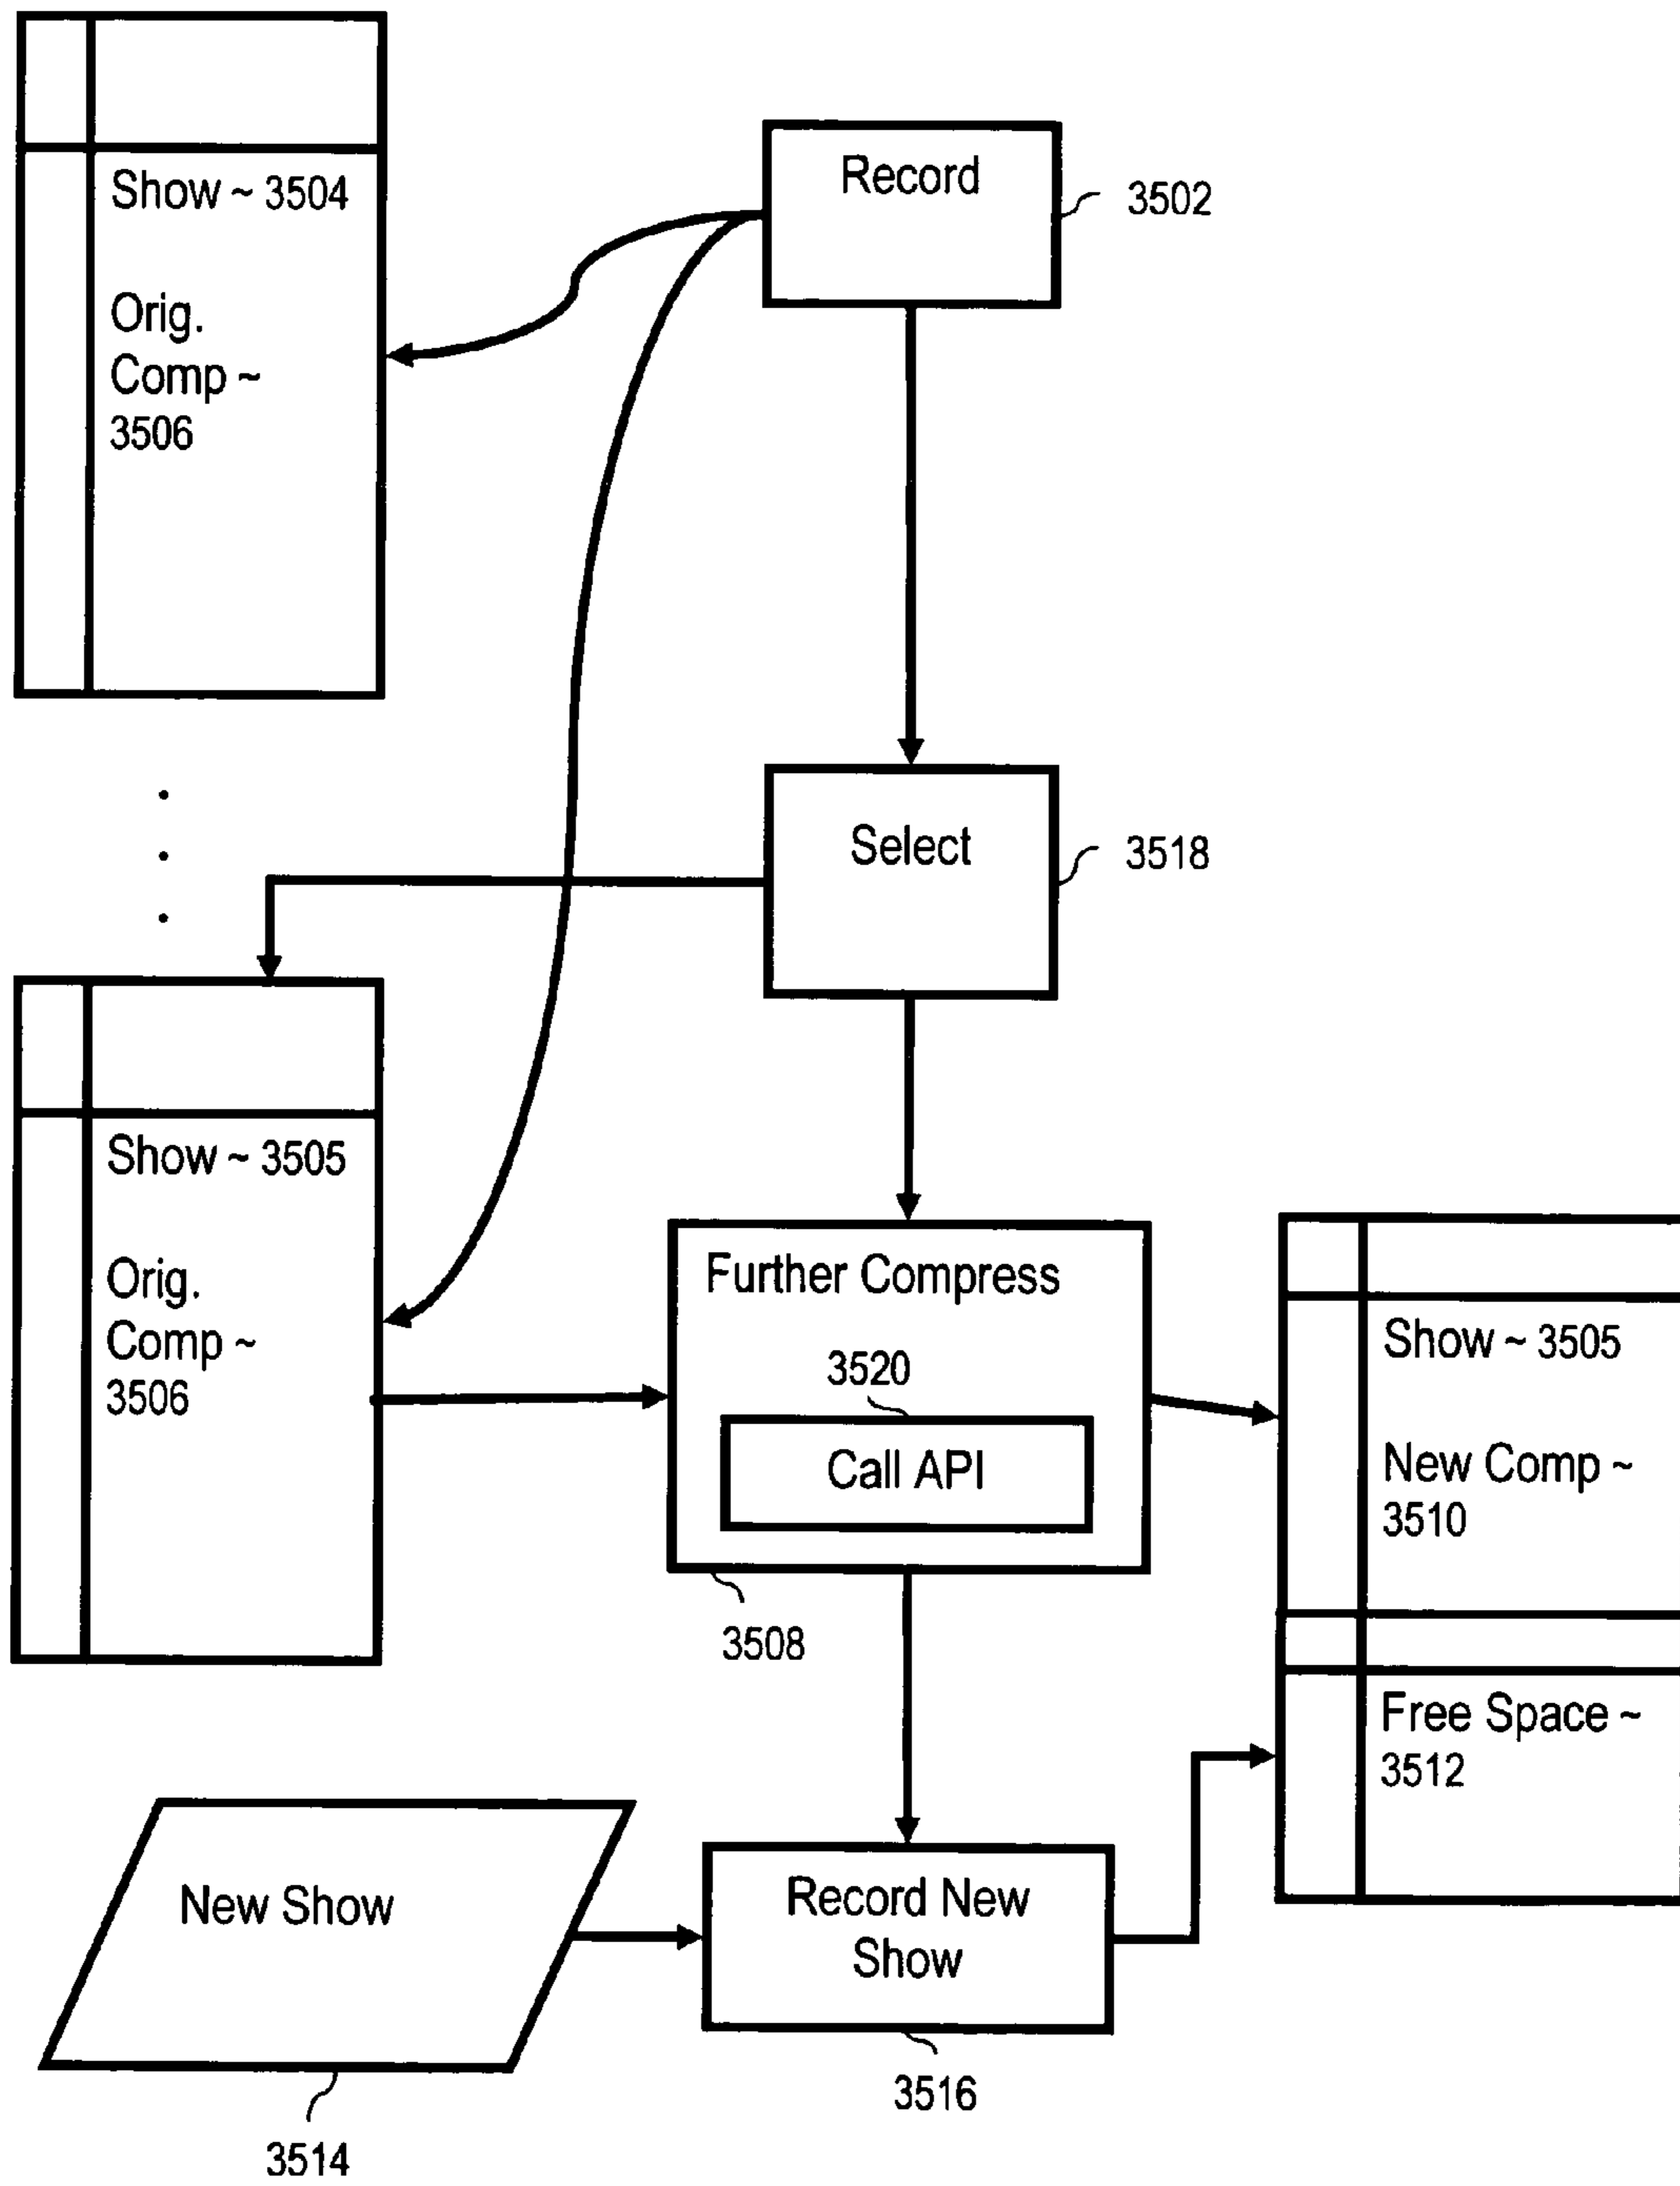 Record
3502
Show ~ 3504
Orig.
Comp ~
3506
Select
3518
Show ~ 3505
Orig.
Comp ~
3506
Further Compress
3520
Call API
3508
Show ~ 3505
New Comp ~
3510
Free Space ~
3512
New Show
3514
Record New
Show
3516